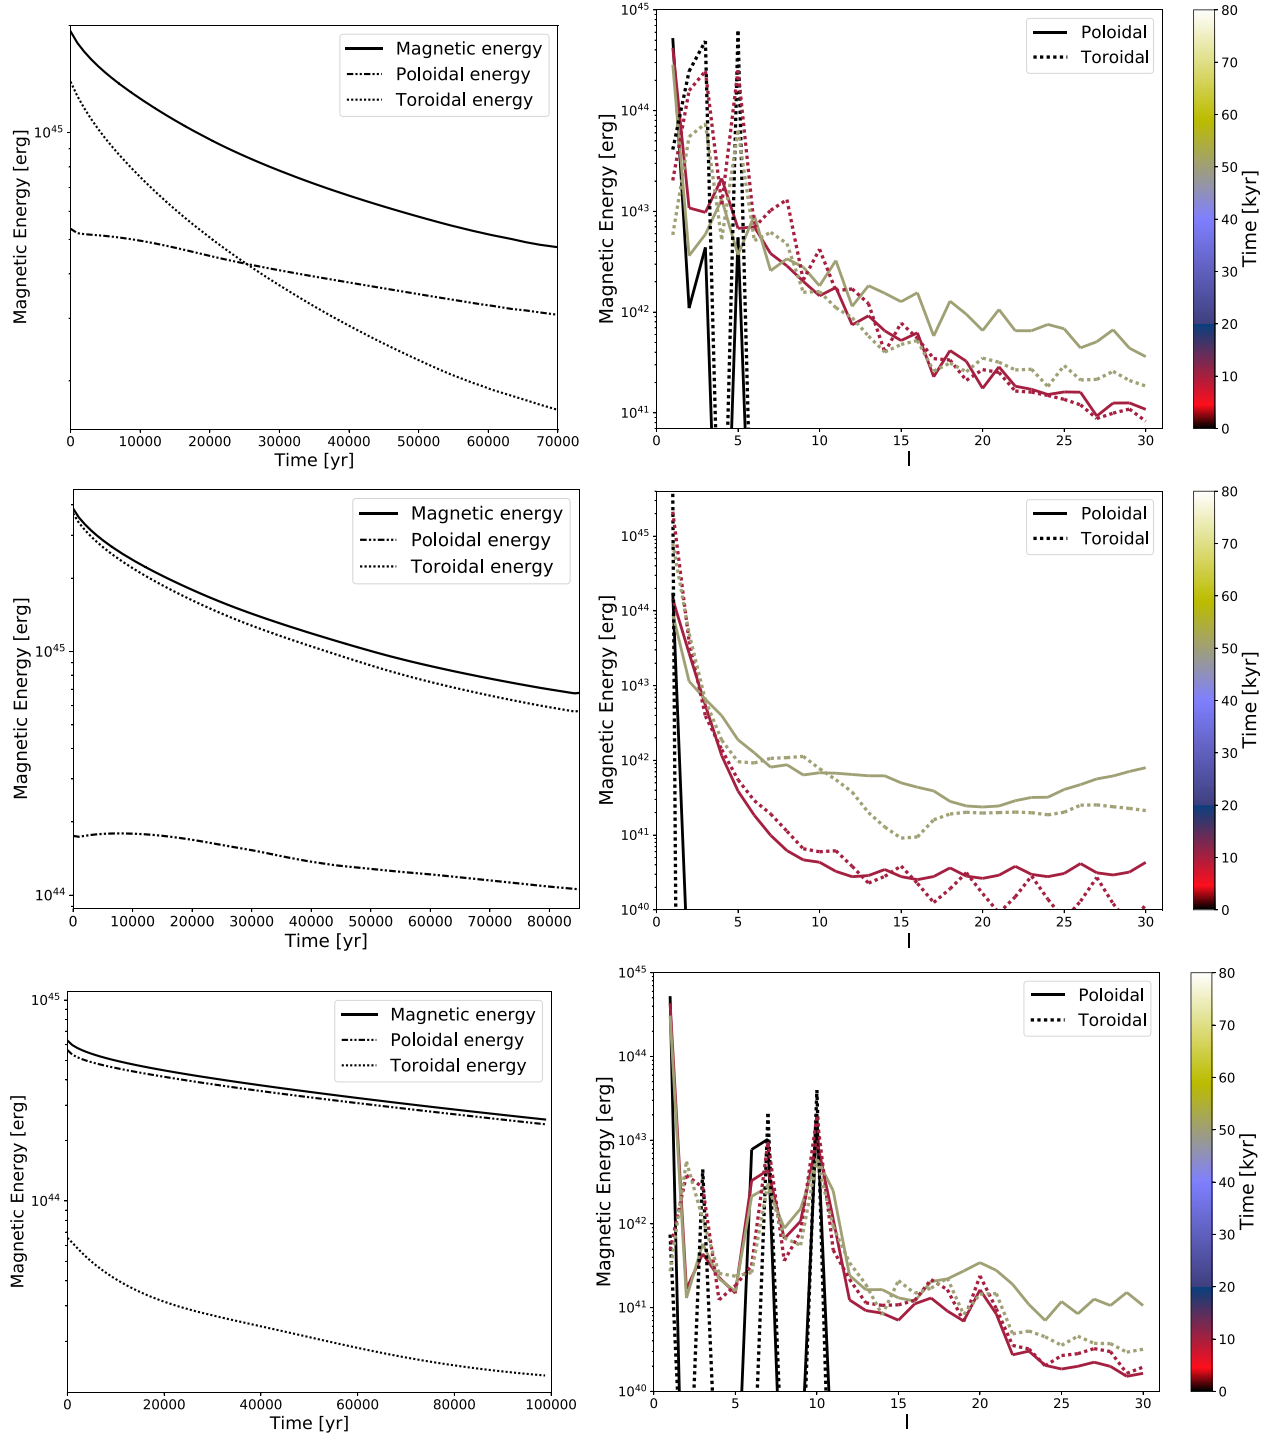 Magnetic energy
Poloidal energy
Toroidal energy
10^45
Magnetic Energy [erg]
0 10000 20000 30000 40000 50000 60000 70000
Time [yr]
Poloidal
Toroidal
10^45
10^44
10^43
10^42
10^41
Magnetic Energy [erg]
0 5 10 15 20 25 30
l
80
70
60
50
40
30
20
10
0
Time [kyr]
Magnetic energy
Poloidal energy
Toroidal energy
10^45
10^44
Magnetic Energy [erg]
0 10000 20000 30000 40000 50000 60000 70000 80000
Time [yr]
Poloidal
Toroidal
10^45
10^44
10^43
10^42
10^41
10^40
Magnetic Energy [erg]
0 5 10 15 20 25 30
l
80
70
60
50
40
30
20
10
0
Time [kyr]
Magnetic energy
Poloidal energy
Toroidal energy
10^45
10^44
Magnetic Energy [erg]
0 20000 40000 60000 80000 100000
Time [yr]
Poloidal
Toroidal
10^45
10^44
10^43
10^42
10^41
10^40
Magnetic Energy [erg]
0 5 10 15 20 25 30
l
80
70
60
50
40
30
20
10
0
Time [kyr]